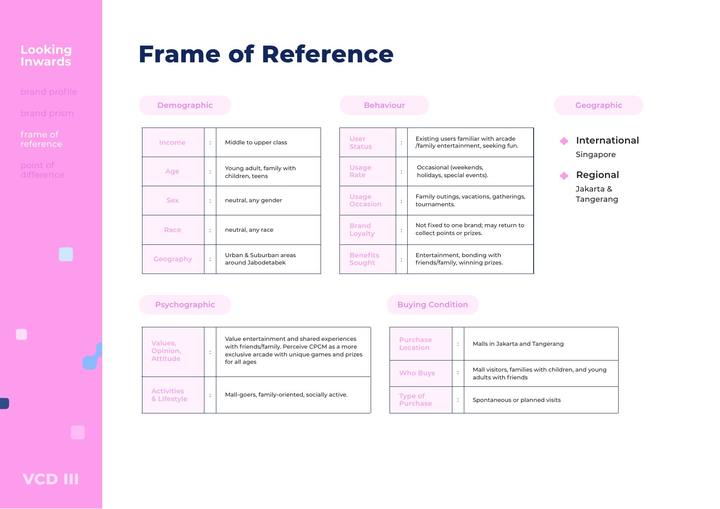 Looking
Inwards
brand profile
brand prism
frame of
reference
point of
difference
VCD III
Frame of Reference
Demographic
Income : Middle to upper class
Age : Young adult, family with
children, teens
Sex : neutral, any gender
Race : neutral, any race
Geography : Urban & Suburban areas
around Jabodetabek
Behaviour
User
Status : Existing users familiar with arcade
/family entertainment, seeking fun.
Usage
Rate : Occasional (weekends,
holidays, special events).
Usage
Occasion : Family outings, vacations, gatherings,
tournaments.
Brand
Loyalty : Not fixed to one brand; may return to
collect points or prizes.
Benefits
Sought : Entertainment, bonding with
friends/family, winning prizes.
Geographic
International
Singapore
Regional
Jakarta &
Tangerang
Psychographic
Values,
Opinion,
Attitude : Value entertainment and shared experiences
with friends/family. Perceive CPCM as a more
exclusive arcade with unique games and prizes
for all ages
Activities
& Lifestyle : Mall-goers, family-oriented, socially active.
Buying Condition
Purchase
Location : Malls in Jakarta and Tangerang
Who Buys : Mall visitors, families with children, and young
adults with friends
Type of
Purchase : Spontaneous or planned visits